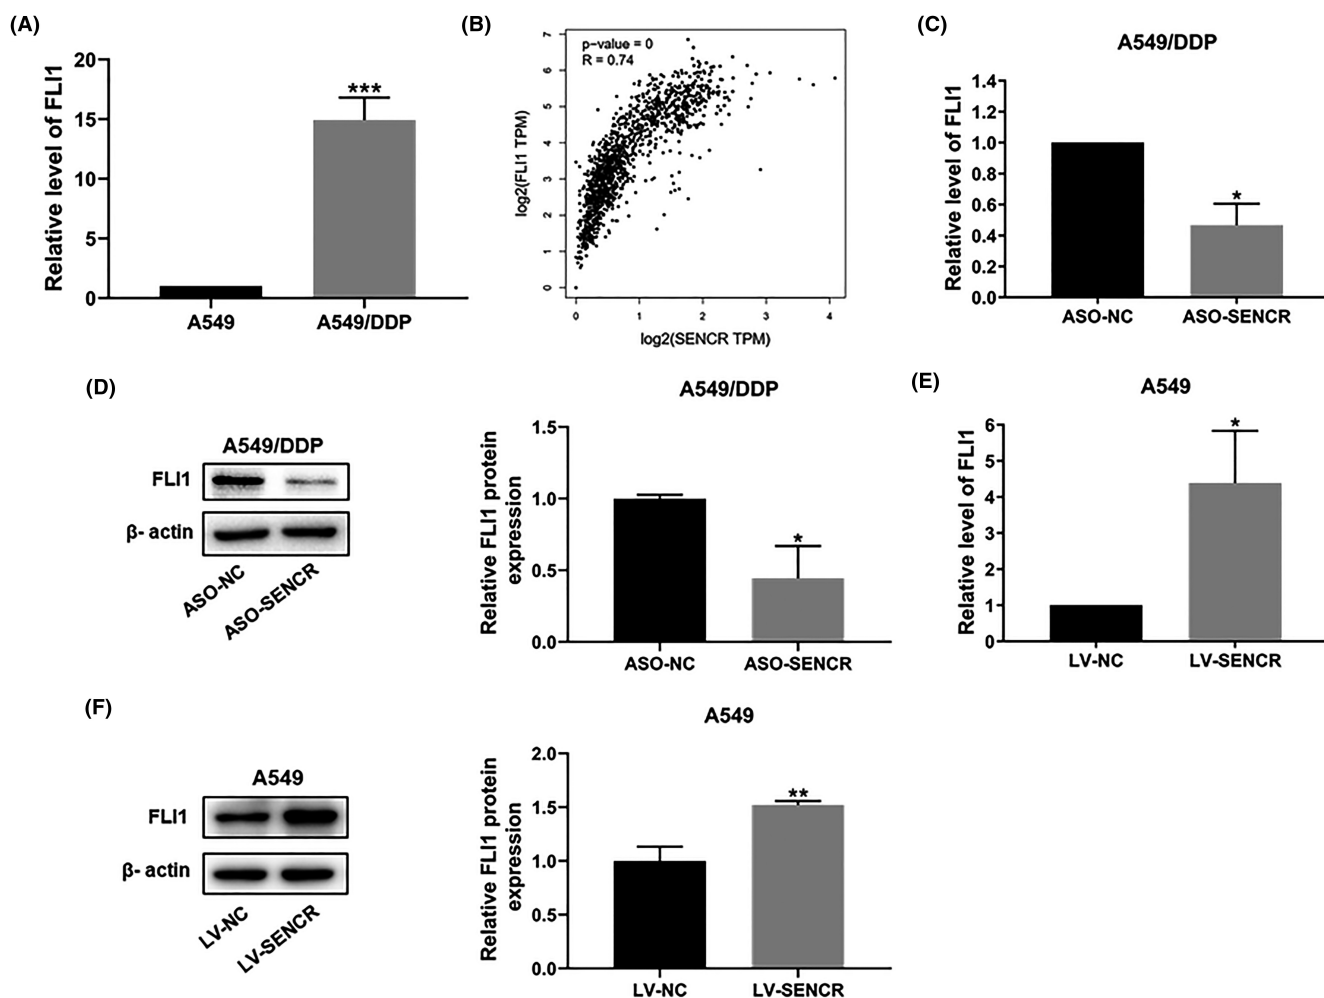 (A)
Relative level of FLI1
20
15
10
5
0
***
A549
A549/DDP
(B)
p-value = 0
R = 0.74
log2(FLI1 TPM)
7
6
5
4
3
2
1
0
0
1
2
3
4
log2(SENCR TPM)
(C)
A549/DDP
Relative level of FLI1
1.4
1.2
1.0
0.8
0.6
0.4
0.2
0.0
*
ASO-NC
ASO-SENCR
(D)
A549/DDP
FLI1
β- actin
ASO-NC
ASO-SENCR
A549/DDP
Relative FLI1 protein
expression
1.5
1.0
0.5
0.0
*
ASO-NC
ASO-SENCR
(E)
A549
Relative level of FLI1
6
5
4
3
2
1
0
*
LV-NC
LV-SENCR
(F)
A549
FLI1
β- actin
LV-NC
LV-SENCR
A549
Relative FLI1 protein
expression
2.0
1.5
1.0
0.5
0.0
**
LV-NC
LV-SENCR